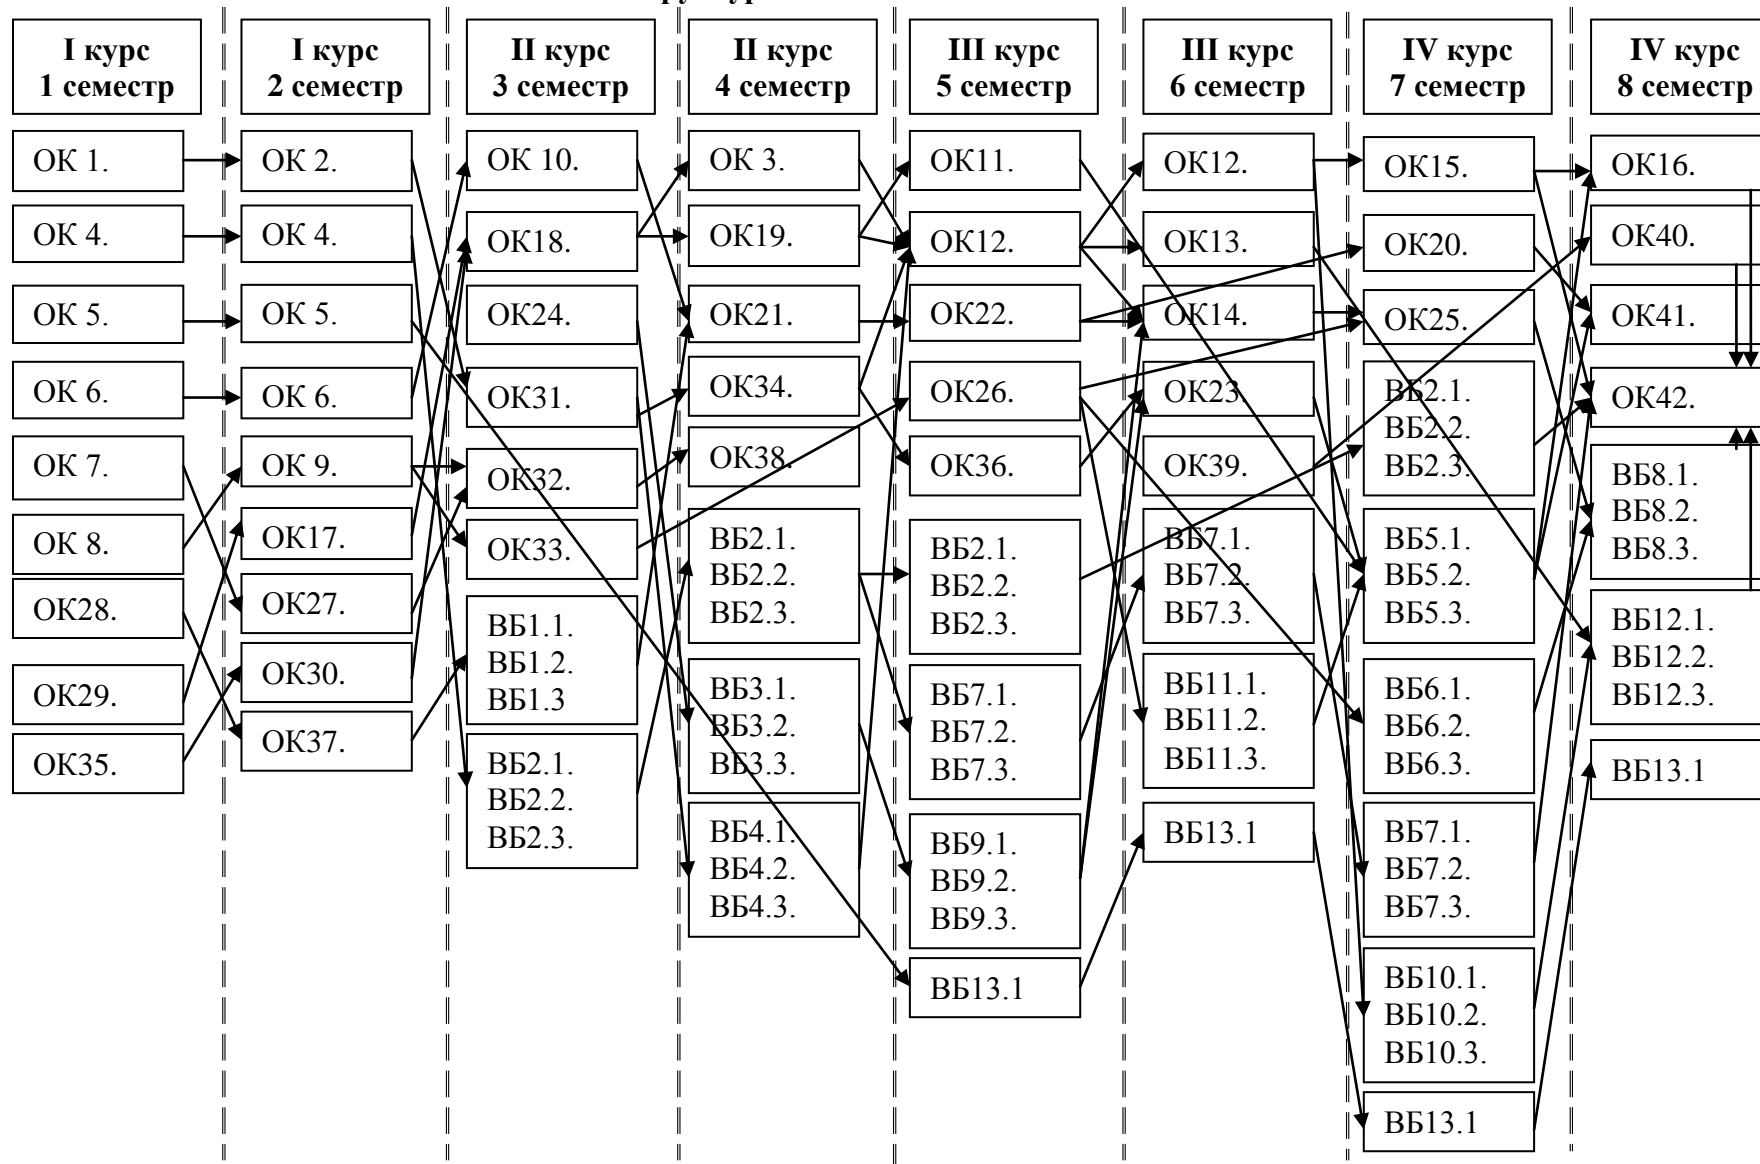 I курс
1 семестр
ОК 1.
ОК 4.
ОК 5.
ОК 6.
ОК 7.
ОК 8.
ОК28.
ОК29.
ОК35.
I курс
2 семестр
ОК 2.
ОК 4.
ОК 5.
ОК 6.
ОК 9.
ОК17.
ОК27.
ОК30.
ОК37.
II курс
3 семестр
ОК 10.
ОК18.
ОК24.
ОК31.
ОК32.
ОК33.
ВБ1.1.
ВБ1.2.
ВБ1.3
ВБ2.1.
ВБ2.2.
ВБ2.3.
II курс
4 семестр
ОК 3.
ОК19.
ОК21.
ОК34.
ОК38.
ВБ2.1.
ВБ2.2.
ВБ2.3.
ВБ3.1.
ВБ3.2.
ВБ3.3.
ВБ4.1.
ВБ4.2.
ВБ4.3.
III курс
5 семестр
ОК11.
ОК12.
ОК22.
ОК26.
ОК36.
ВБ2.1.
ВБ2.2.
ВБ2.3.
ВБ7.1.
ВБ7.2.
ВБ7.3.
ВБ9.1.
ВБ9.2.
ВБ9.3.
ВБ13.1
III курс
6 семестр
ОК12.
ОК13.
ОК14.
ОК23
ОК39.
ВБ7.1.
ВБ7.2.
ВБ7.3.
ВБ11.1.
ВБ11.2.
ВБ11.3.
ВБ13.1
IV курс
7 семестр
ОК15.
ОК20.
ОК25.
ВБ2.1.
ВБ2.2.
ВБ2.3.
ВБ5.1.
ВБ5.2.
ВБ5.3.
ВБ6.1.
ВБ6.2.
ВБ6.3.
ВБ7.1.
ВБ7.2.
ВБ7.3.
ВБ10.1.
ВБ10.2.
ВБ10.3.
ВБ13.1
IV курс
8 семестр
ОК16.
ОК40.
ОК41.
ОК42.
ВБ8.1.
ВБ8.2.
ВБ8.3.
ВБ12.1.
ВБ12.2.
ВБ12.3.
ВБ13.1